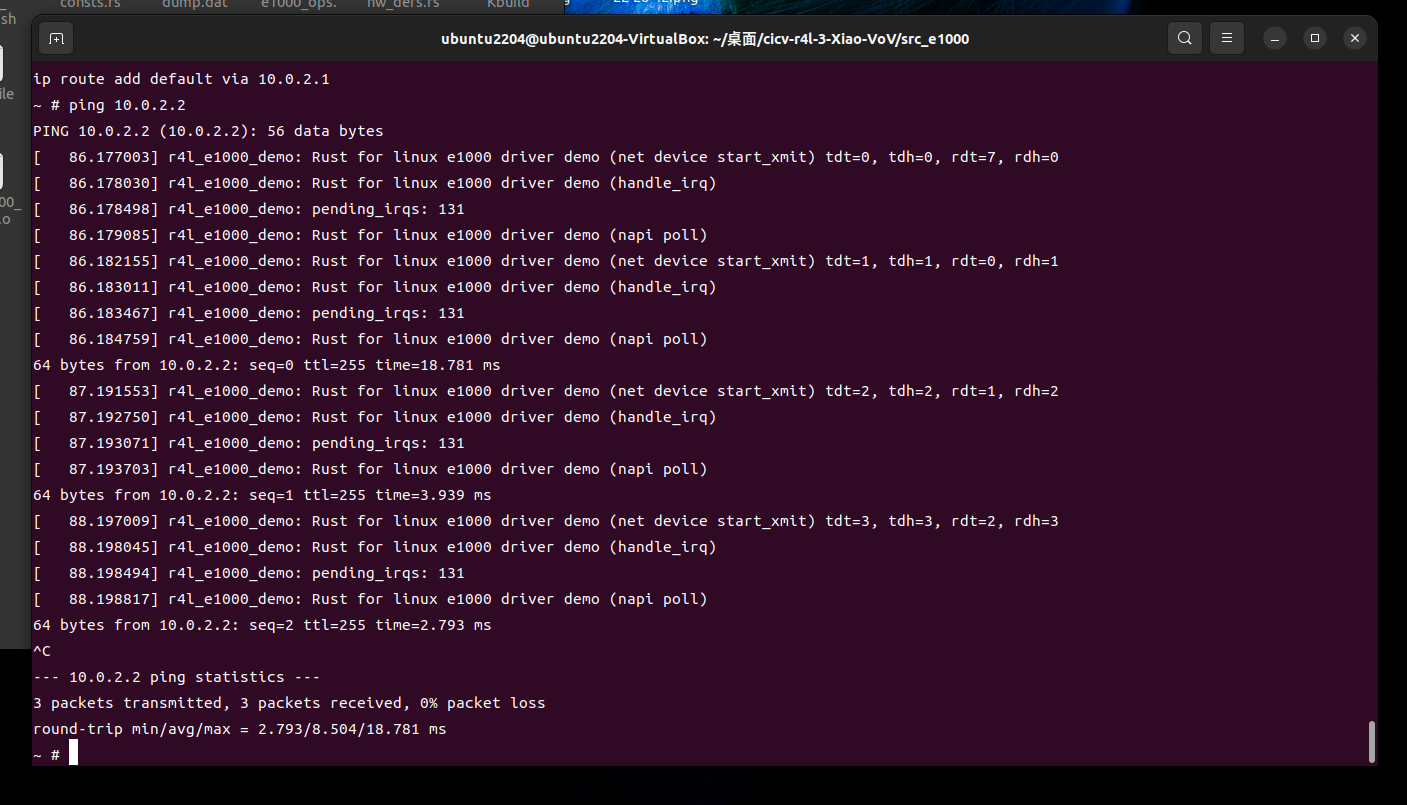 consts.rs dump.dat e1000_ops. Kbuild
sh
ile
00_
.o
ubuntu2204@ubuntu2204-VirtualBox: ~/桌面/cicv-r4l-3-Xiao-VoV/src_e1000
ip route add default via 10.0.2.1
~ # ping 10.0.2.2
PING 10.0.2.2 (10.0.2.2): 56 data bytes
[   86.177003] r4l_e1000_demo: Rust for linux e1000 driver demo (net device start_xmit) tdt=0, tdh=0, rdt=7, rdh=0
[   86.178030] r4l_e1000_demo: Rust for linux e1000 driver demo (handle_irq)
[   86.178498] r4l_e1000_demo: pending_irqs: 131
[   86.179085] r4l_e1000_demo: Rust for linux e1000 driver demo (napi poll)
[   86.182155] r4l_e1000_demo: Rust for linux e1000 driver demo (net device start_xmit) tdt=1, tdh=1, rdt=0, rdh=1
[   86.183011] r4l_e1000_demo: Rust for linux e1000 driver demo (handle_irq)
[   86.183467] r4l_e1000_demo: pending_irqs: 131
[   86.184759] r4l_e1000_demo: Rust for linux e1000 driver demo (napi poll)
64 bytes from 10.0.2.2: seq=0 ttl=255 time=18.781 ms
[   87.191553] r4l_e1000_demo: Rust for linux e1000 driver demo (net device start_xmit) tdt=2, tdh=2, rdt=1, rdh=2
[   87.192750] r4l_e1000_demo: Rust for linux e1000 driver demo (handle_irq)
[   87.193071] r4l_e1000_demo: pending_irqs: 131
[   87.193703] r4l_e1000_demo: Rust for linux e1000 driver demo (napi poll)
64 bytes from 10.0.2.2: seq=1 ttl=255 time=3.939 ms
[   88.197009] r4l_e1000_demo: Rust for linux e1000 driver demo (net device start_xmit) tdt=3, tdh=3, rdt=2, rdh=3
[   88.198045] r4l_e1000_demo: Rust for linux e1000 driver demo (handle_irq)
[   88.198494] r4l_e1000_demo: pending_irqs: 131
[   88.198817] r4l_e1000_demo: Rust for linux e1000 driver demo (napi poll)
64 bytes from 10.0.2.2: seq=2 ttl=255 time=2.793 ms
^C
--- 10.0.2.2 ping statistics ---
3 packets transmitted, 3 packets received, 0% packet loss
round-trip min/avg/max = 2.793/8.504/18.781 ms
~ #